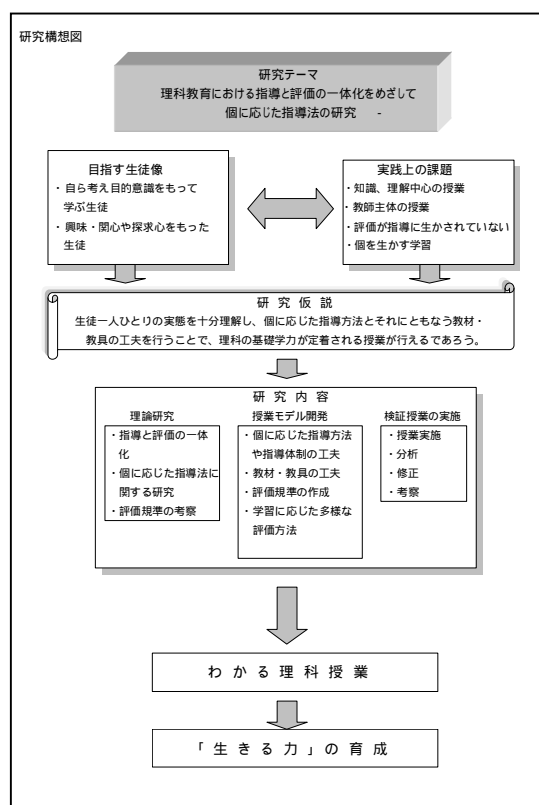 研究構想図
研究テーマ
理科教育における指導と評価の一体化をめざして
個に応じた指導法の研究 -
目指す生徒像
・自ら考え目的意識をもって
学ぶ生徒
・興味・関心や探求心をもった
生徒
実践上の課題
・知識、理解中心の授業
・教師主体の授業
・評価が指導に生かされていない
・個を生かす学習
研 究 仮 説
生徒一人ひとりの実態を十分理解し、個に応じた指導方法とそれにともなう教材・
教具の工夫を行うことで、理科の基礎学力が定着される授業が行えるであろう。
研 究 内 容
理論研究
・指導と評価の一体
化
・個に応じた指導法に
関する研究
・評価規準の考察
授業モデル開発
・個に応じた指導方法
や指導体制の工夫
・教材・教具の工夫
・評価規準の作成
・学習に応じた多様な
評価方法
検証授業の実施
・授業実施
・分析
・修正
・考察
わ か る 理 科 授 業
「 生 き る 力 」 の 育 成